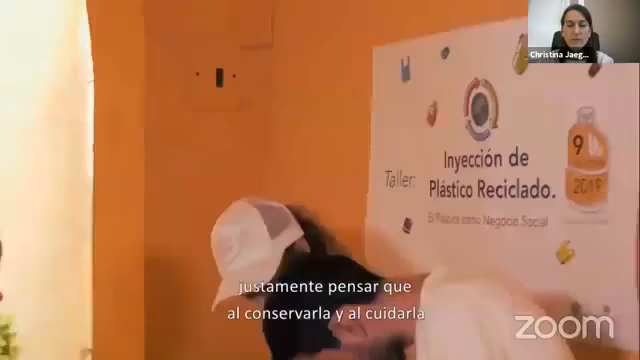 Christina Jaeg...
Taller:
Inyección de
Plástico Reciclado.
El Plástico como Negocio Social
9
2019
justamente pensar que
al conservarla y al cuidarla
zoom